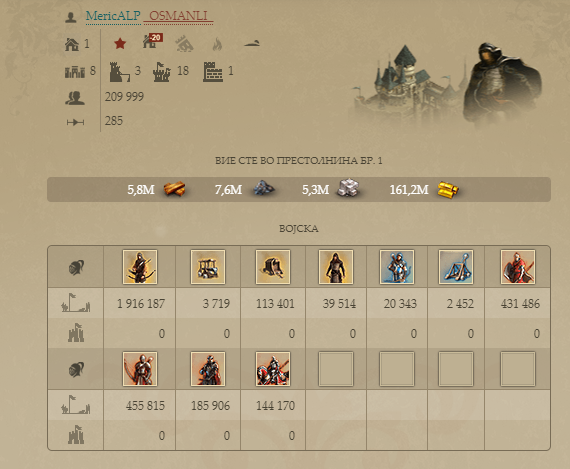 MericALP _OSMANLI_
1 -20
8 3 18 1
209 999
285
ВИЕ СТЕ ВО ПРЕСТОЛНИНА БР. 1
5,8M 7,6M 5,3M 161,2M
ВОЈСКА
1 916 187 3 719 113 401 39 514 20 343 2 452 431 486
0 0 0 0 0 0 0
455 815 185 906 144 170
0 0 0